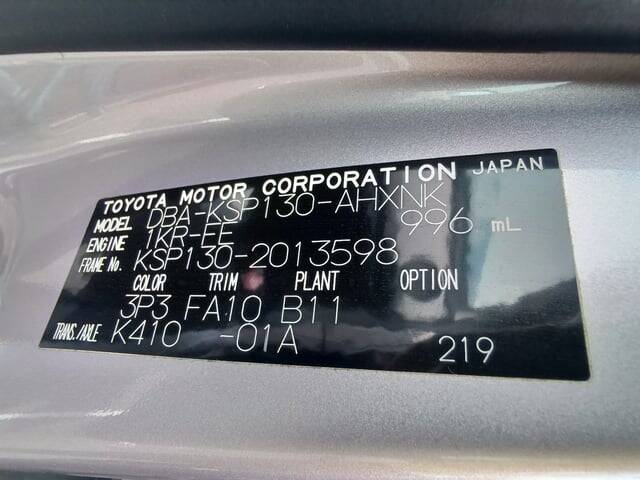 TOYOTA MOTOR CORPORATION JAPAN
MODEL DBA-KSP130-AHXNK
ENGINE 1KR-FE 996 mL
FRAME No. KSP130-2013598
COLOR TRIM PLANT OPTION
3P3 FA10 B11
TRANS./AXLE K410 -01A
219